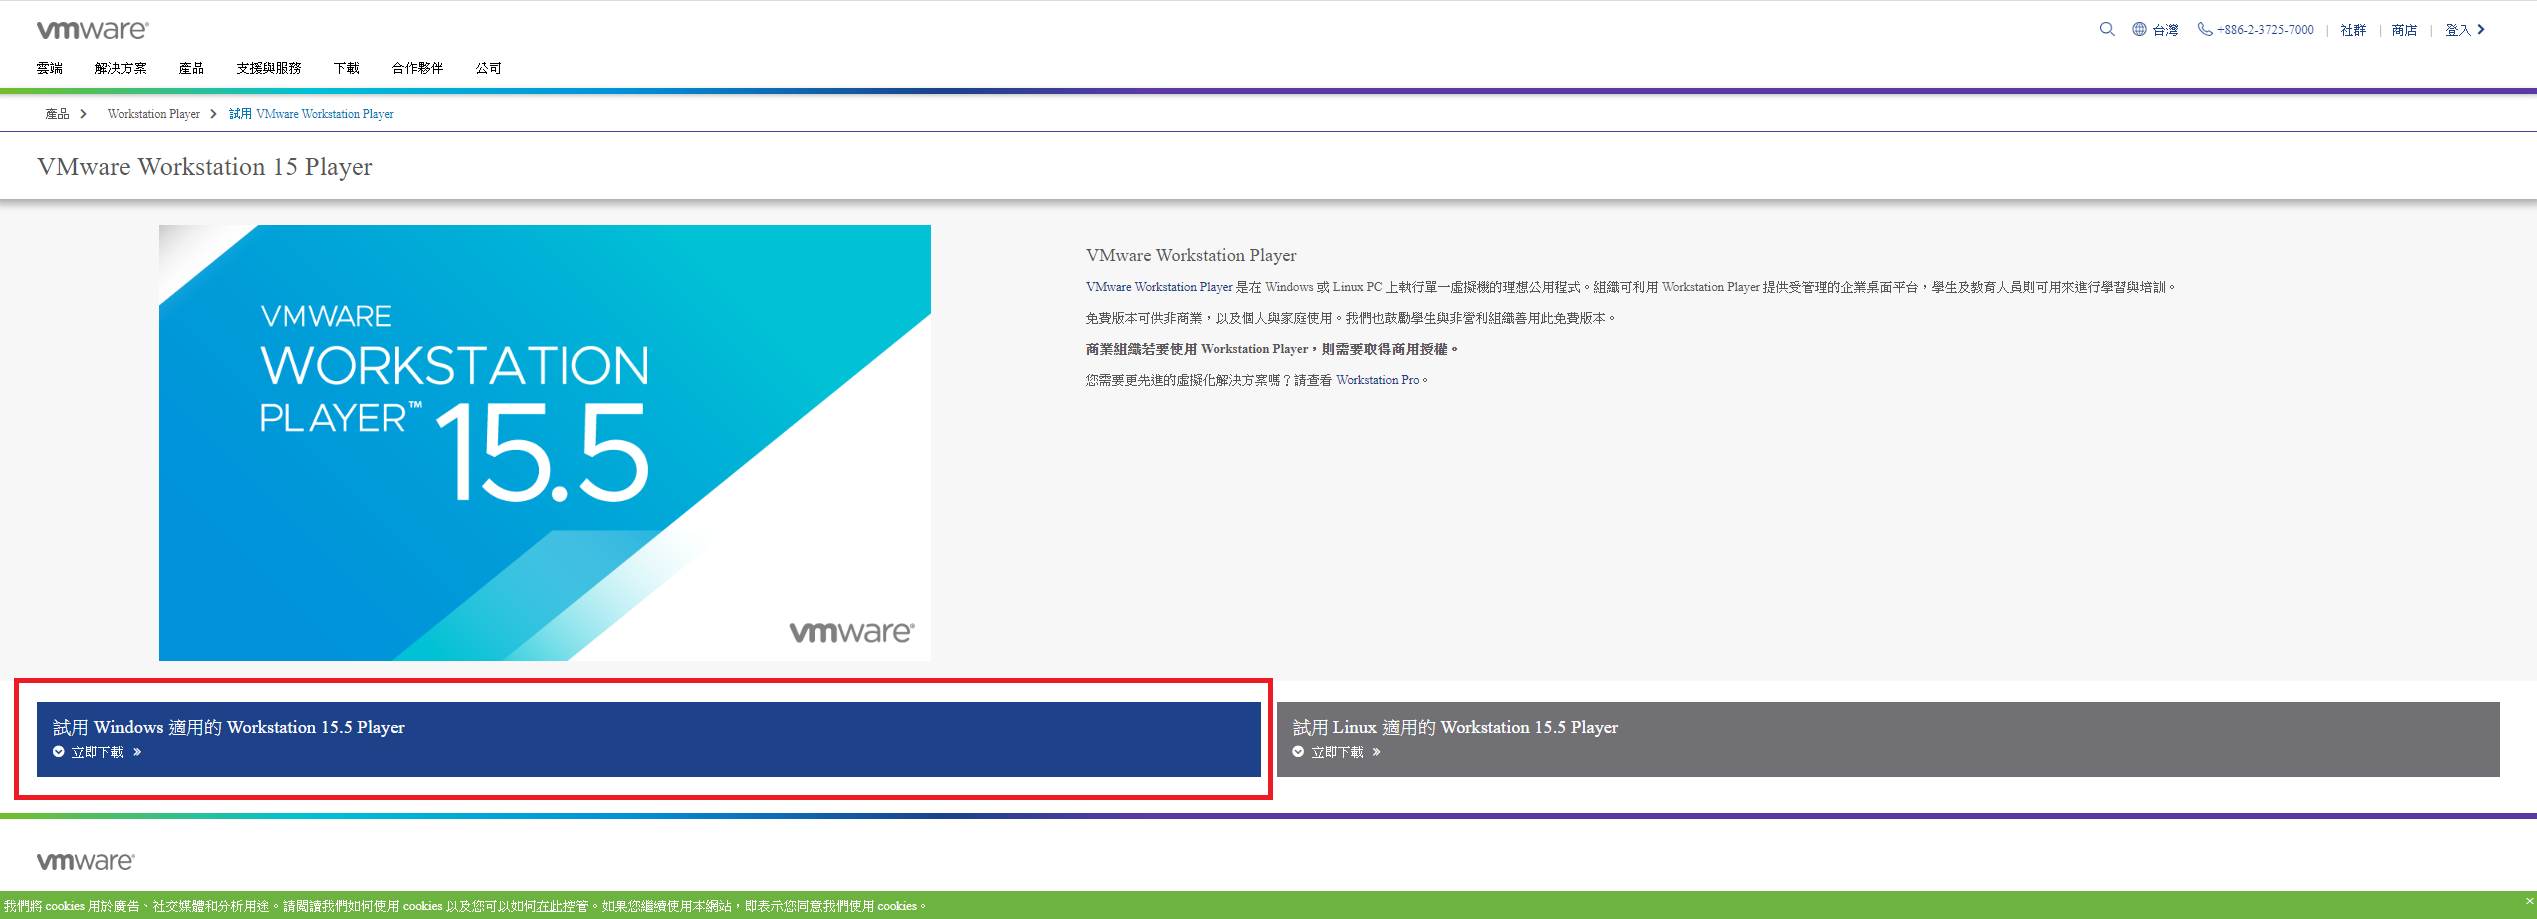 vmware®
台灣 +886-2-3725-7000 | 社群 | 商店 | 登入
雲端 解決方案 產品 支援與服務 下載 合作夥伴 公司
產品 Workstation Player 試用 VMware Workstation Player
VMware Workstation 15 Player
VMWARE
WORKSTATION
PLAYER™ 15.5
vmware®
VMware Workstation Player
VMware Workstation Player 是在 Windows 或 Linux PC 上執行單一虛擬機的理想公用程式。組織可利用 Workstation Player 提供受管理的企業桌面平台，學生及教育人員則可用來進行學習與培訓。
免費版本可供非商業，以及個人與家庭使用。我們也鼓勵學生與非營利組織善用此免費版本。
商業組織若要使用 Workstation Player，則需要取得商用授權。
您需要更先進的虛擬化解決方案嗎？請查看 Workstation Pro。
試用 Windows 適用的 Workstation 15.5 Player
立即下載 »
試用 Linux 適用的 Workstation 15.5 Player
立即下載 »
vmware®
我們將 cookies 用於廣告、社交媒體和分析用途。請閱讀我們如何使用 cookies 以及您可以如何在此控管。如果您繼續使用本網站，即表示您同意我們使用 cookies。 ×